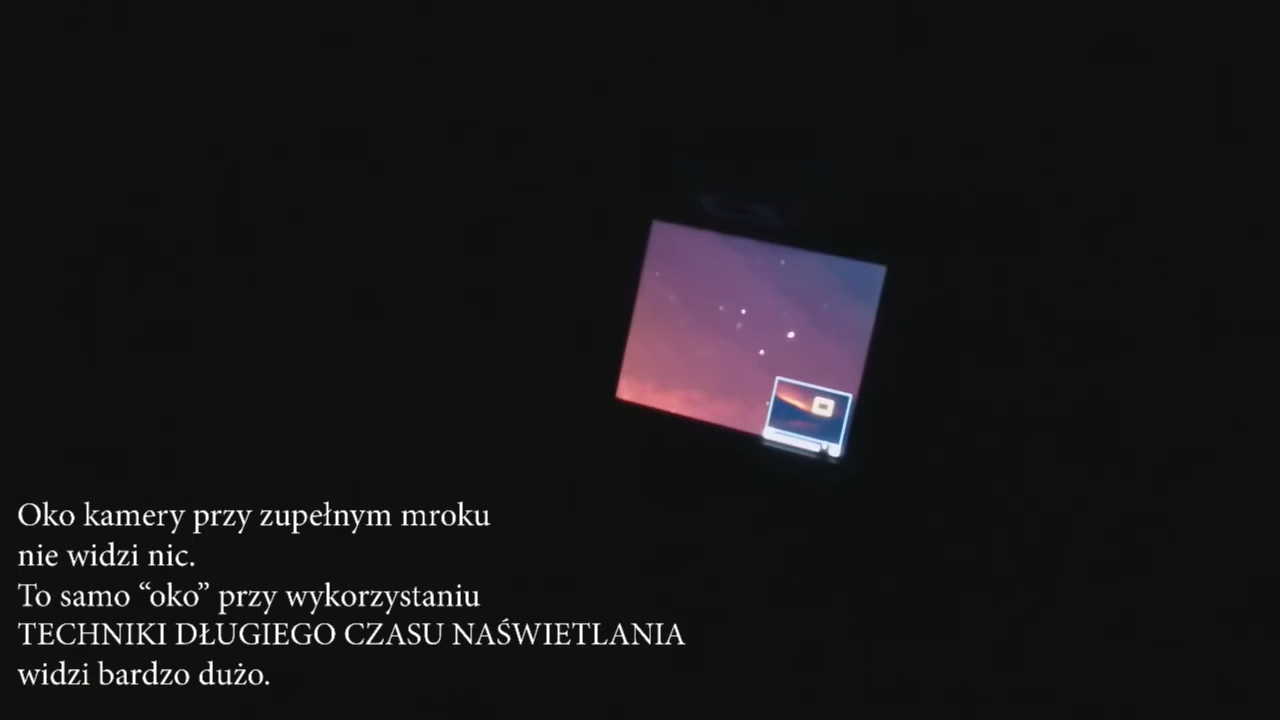 Oko kamery przy zupełnym mroku
nie widzi nic.
To samo “oko” przy wykorzystaniu
TECHNIKI DŁUGIEGO CZASU NAŚWIETLANIA
widzi bardzo dużo.